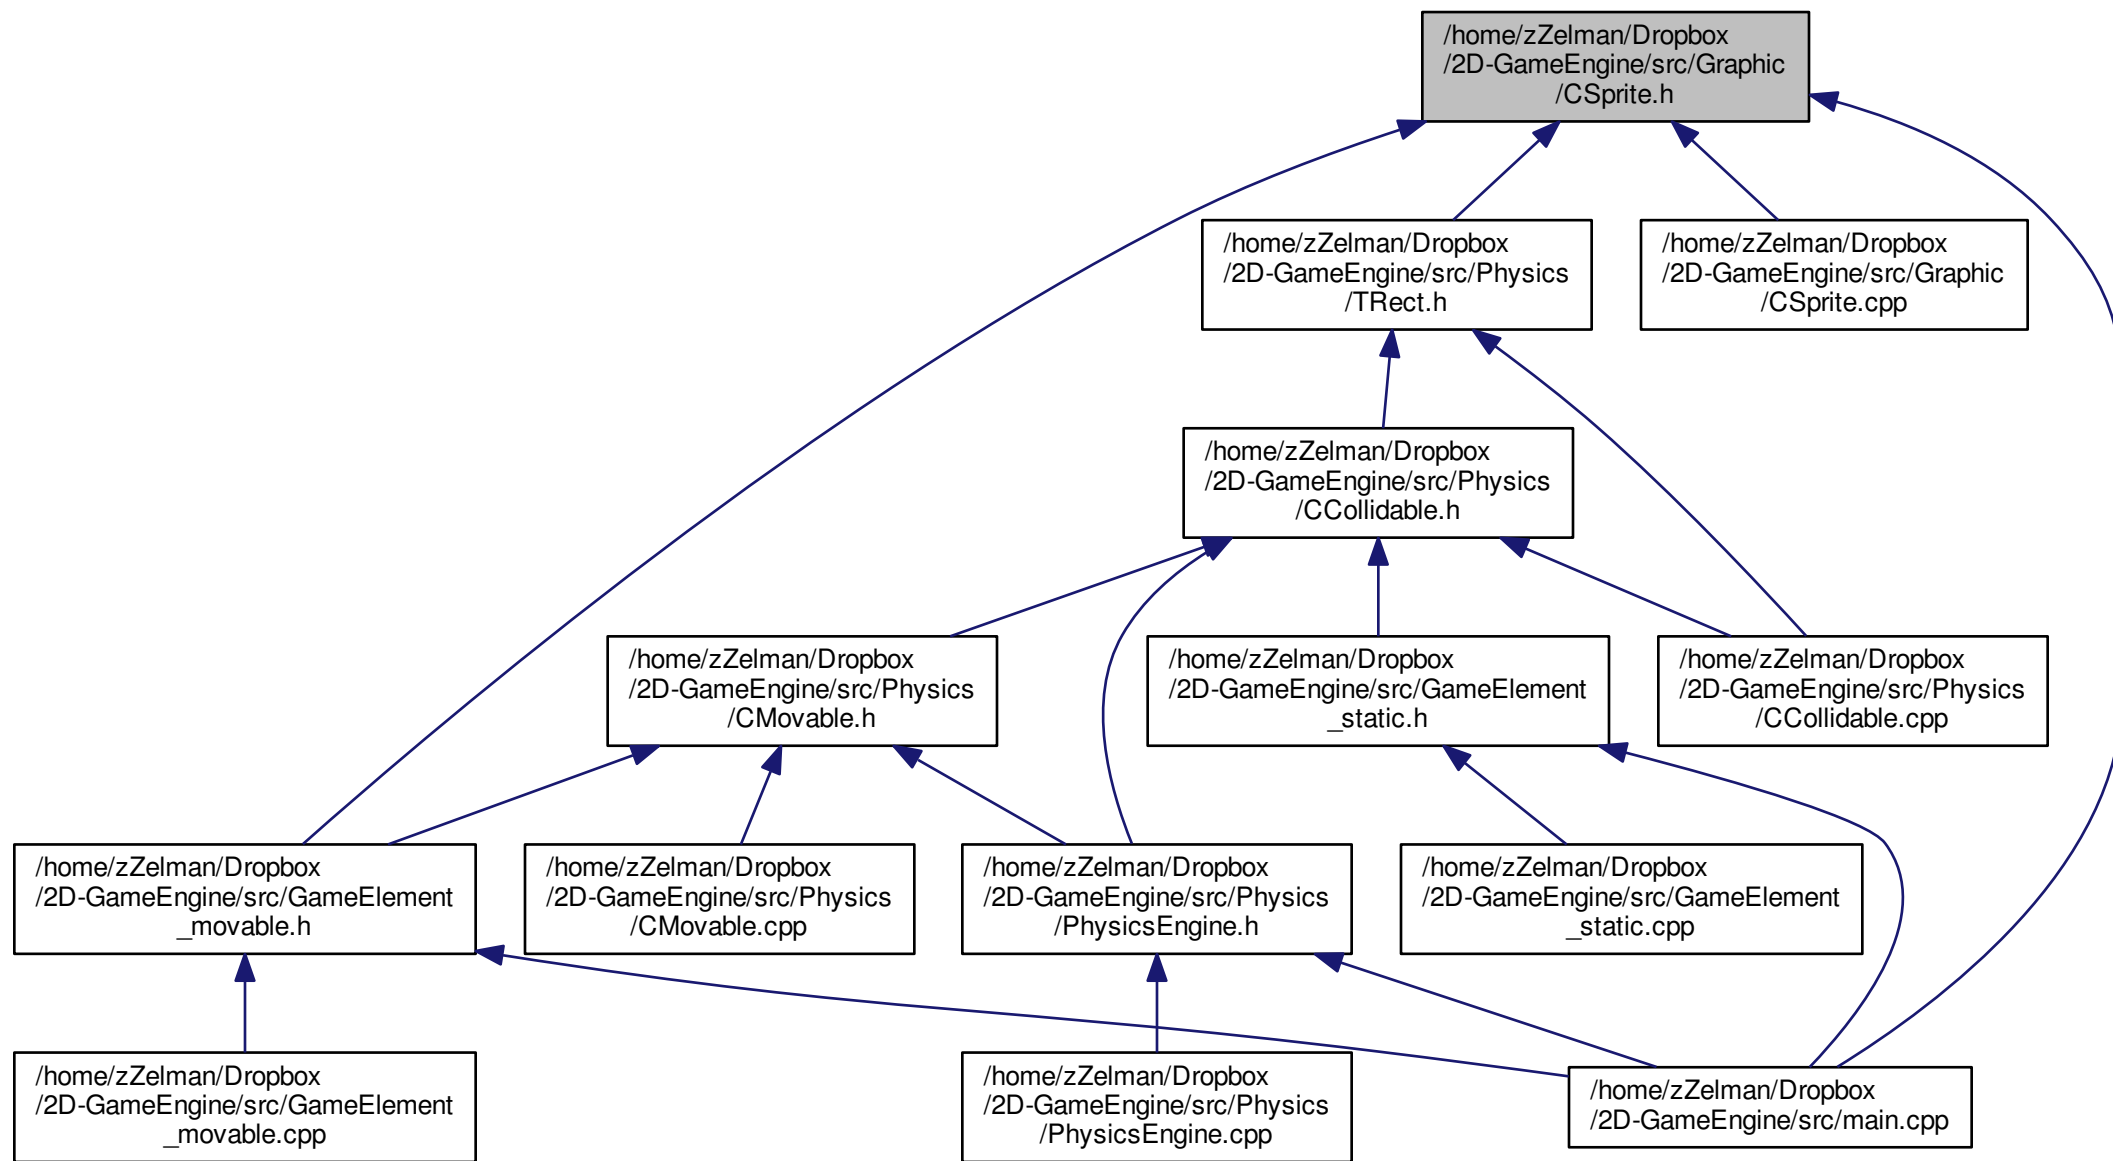 /home/zZelman/Dropbox
/2D-GameEngine/src/Graphic
/CSprite.h
/home/zZelman/Dropbox
/2D-GameEngine/src/Physics
/TRect.h
/home/zZelman/Dropbox
/2D-GameEngine/src/Graphic
/CSprite.cpp
/home/zZelman/Dropbox
/2D-GameEngine/src/Physics
/CCollidable.h
/home/zZelman/Dropbox
/2D-GameEngine/src/Physics
/CMovable.h
/home/zZelman/Dropbox
/2D-GameEngine/src/GameElement
_static.h
/home/zZelman/Dropbox
/2D-GameEngine/src/Physics
/CCollidable.cpp
/home/zZelman/Dropbox
/2D-GameEngine/src/GameElement
_movable.h
/home/zZelman/Dropbox
/2D-GameEngine/src/Physics
/CMovable.cpp
/home/zZelman/Dropbox
/2D-GameEngine/src/Physics
/PhysicsEngine.h
/home/zZelman/Dropbox
/2D-GameEngine/src/GameElement
_static.cpp
/home/zZelman/Dropbox
/2D-GameEngine/src/GameElement
_movable.cpp
/home/zZelman/Dropbox
/2D-GameEngine/src/Physics
/PhysicsEngine.cpp
/home/zZelman/Dropbox
/2D-GameEngine/src/main.cpp